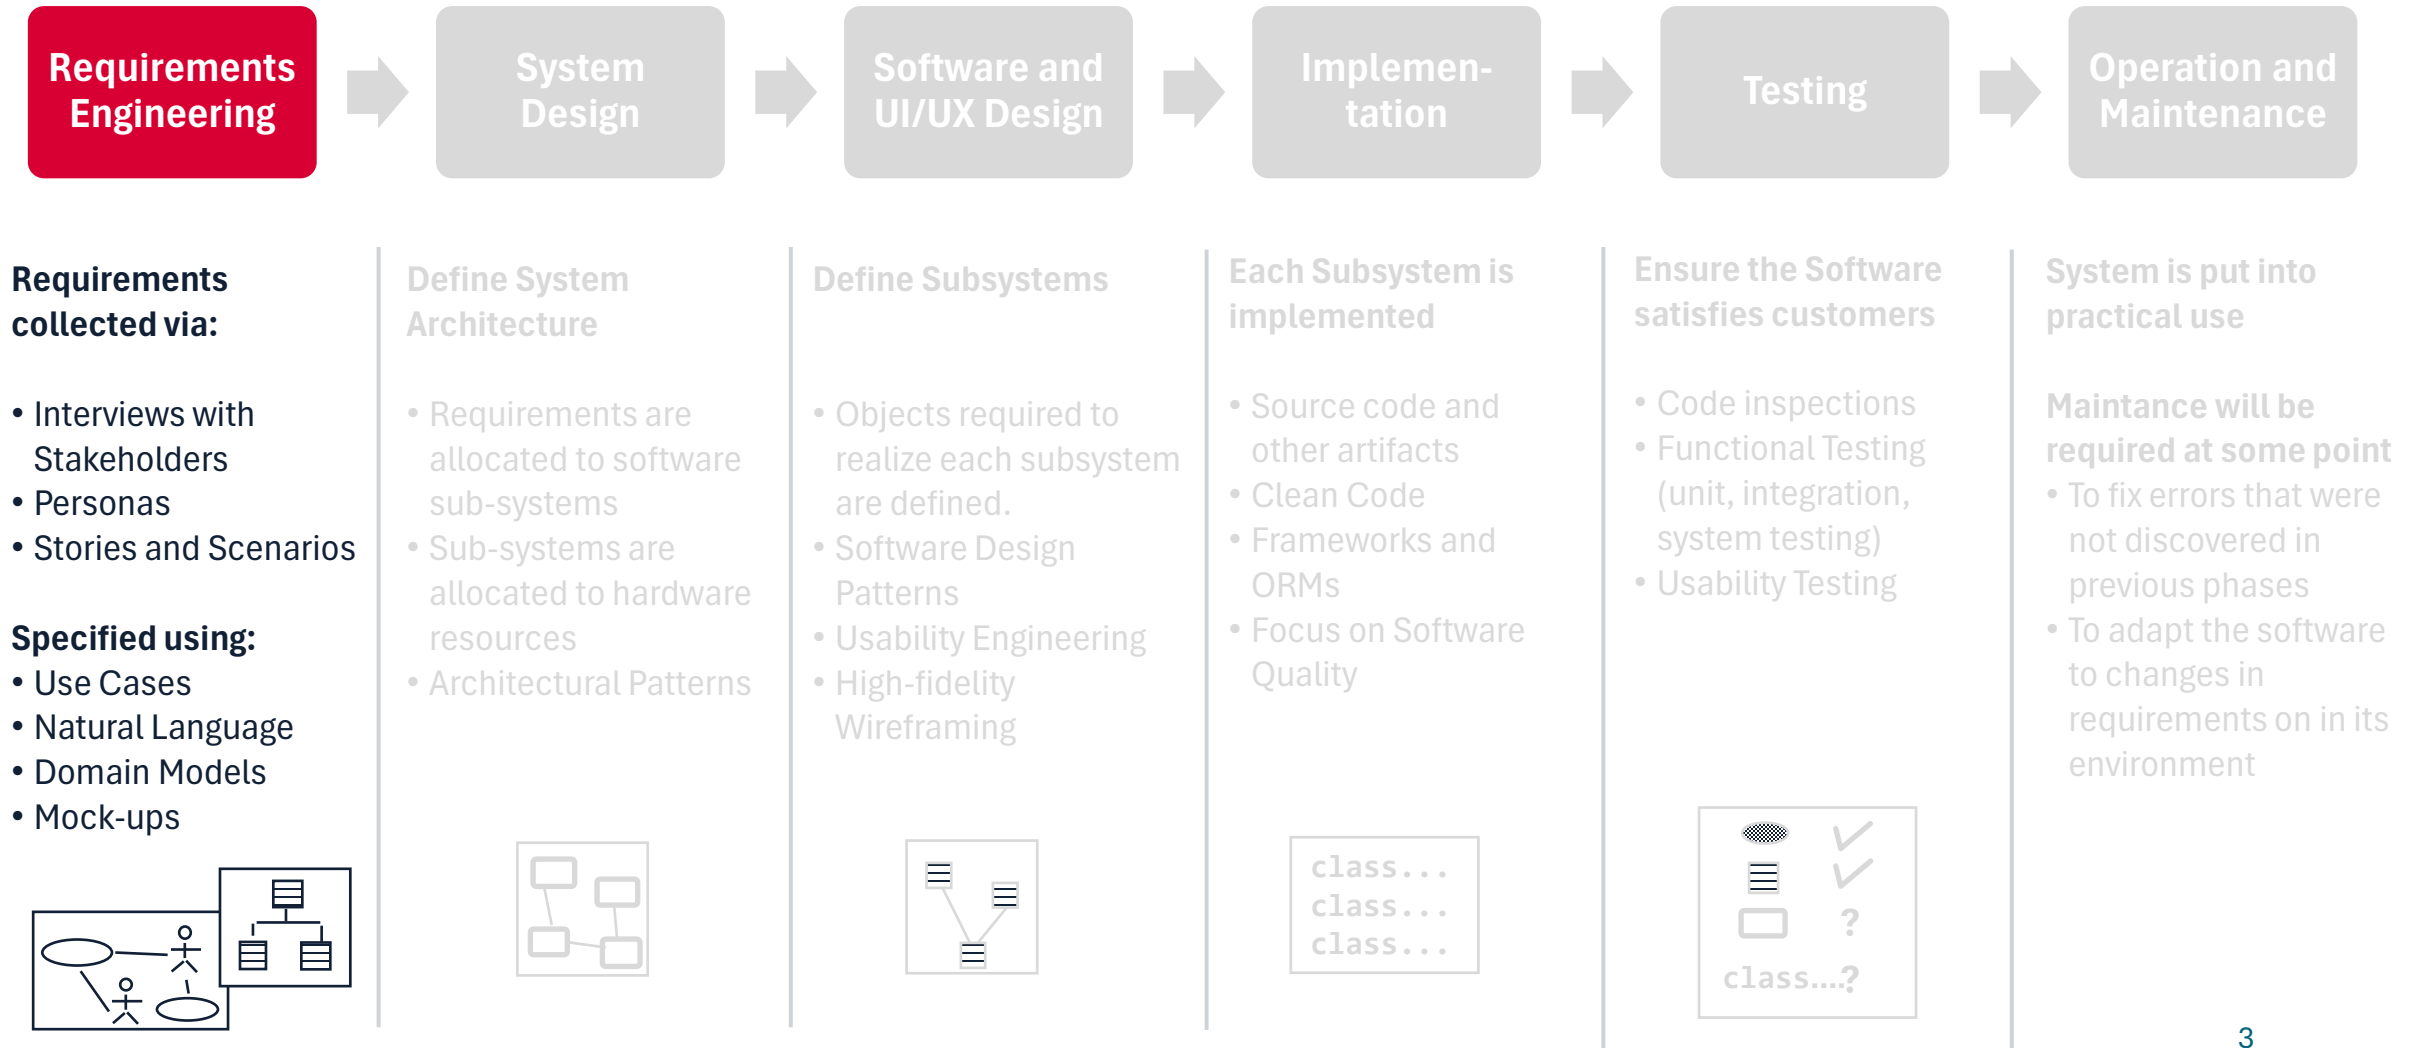 Requirements
Engineering
System
Design
Software and
UI/UX Design
Implemen-
tation
Testing
Operation and
Maintenance
Requirements
collected via:
• Interviews with
Stakeholders
• Personas
• Stories and Scenarios
Specified using:
• Use Cases
• Natural Language
• Domain Models
• Mock-ups
Define System
Architecture
• Requirements are
allocated to software
sub-systems
• Sub-systems are
allocated to hardware
resources
• Architectural Patterns
Define Subsystems
• Objects required to
realize each subsystem
are defined.
• Software Design
Patterns
• Usability Engineering
• High-fidelity
Wireframing
Each Subsystem is
implemented
• Source code and
other artifacts
• Clean Code
• Frameworks and
ORMs
• Focus on Software
Quality
class...
class...
class...
Ensure the Software
satisfies customers
• Code inspections
• Functional Testing
(unit, integration,
system testing)
• Usability Testing
?
class....?
System is put into
practical use
Maintance will be
required at some point
• To fix errors that were
not discovered in
previous phases
• To adapt the software
to changes in
requirements on in its
environment
3